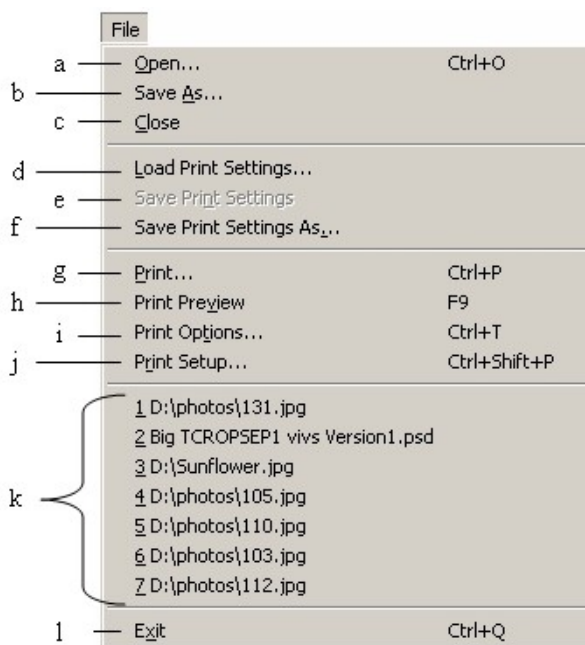 File
a Open... Ctrl+O
b Save As...
c Close
d Load Print Settings...
e Save Print Settings
f Save Print Settings As...
g Print... Ctrl+P
h Print Preview F9
i Print Options... Ctrl+T
j Print Setup... Ctrl+Shift+P
1 D:\photos\131.jpg
2 Big TCROPSEP1 vivs Version1.psd
3 D:\Sunflower.jpg
k 4 D:\photos\105.jpg
5 D:\photos\110.jpg
6 D:\photos\103.jpg
7 D:\photos\112.jpg
l Exit Ctrl+Q